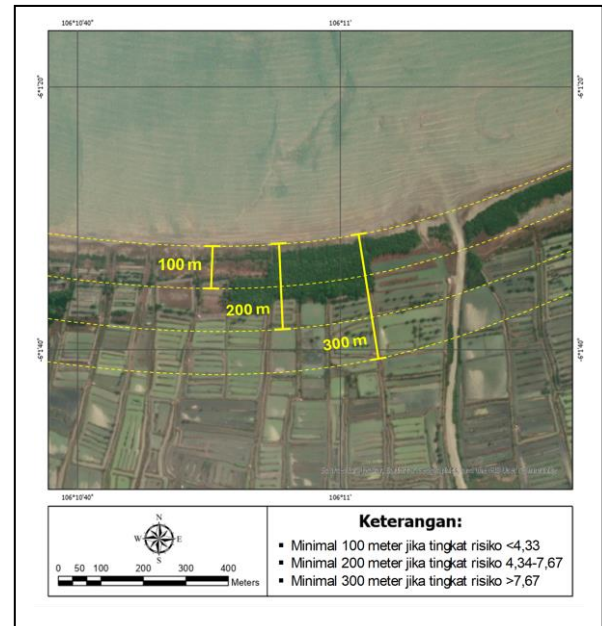 106°10'40"
106°11'
-6°1'20"
-6°1'20"
100 m
200 m
300 m
-6°1'40"
-6°1'40"
106°10'40"
106°11'
N
W
E
S
0 50 100 200 300 400
Meters
Keterangan:
▪ Minimal 100 meter jika tingkat risiko <4,33
▪ Minimal 200 meter jika tingkat risiko 4,34-7,67
▪ Minimal 300 meter jika tingkat risiko >7,67